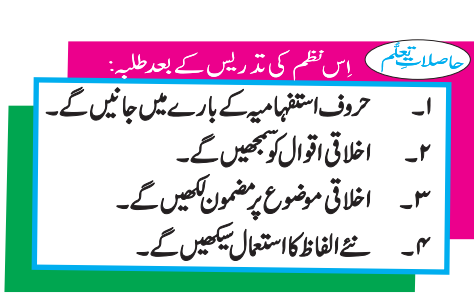 حاصلاتِ تعلّم
اِس نظم کی تدریس کے بعد طلبہ:
۱۔ حروف استفہامیہ کے بارے میں جانیں گے۔
۲۔ اخلاقی اقوال کو سمجھیں گے۔
۳۔ اخلاقی موضوع پر مضمون لکھیں گے۔
۴۔ نئے الفاظ کا استعمال سیکھیں گے۔